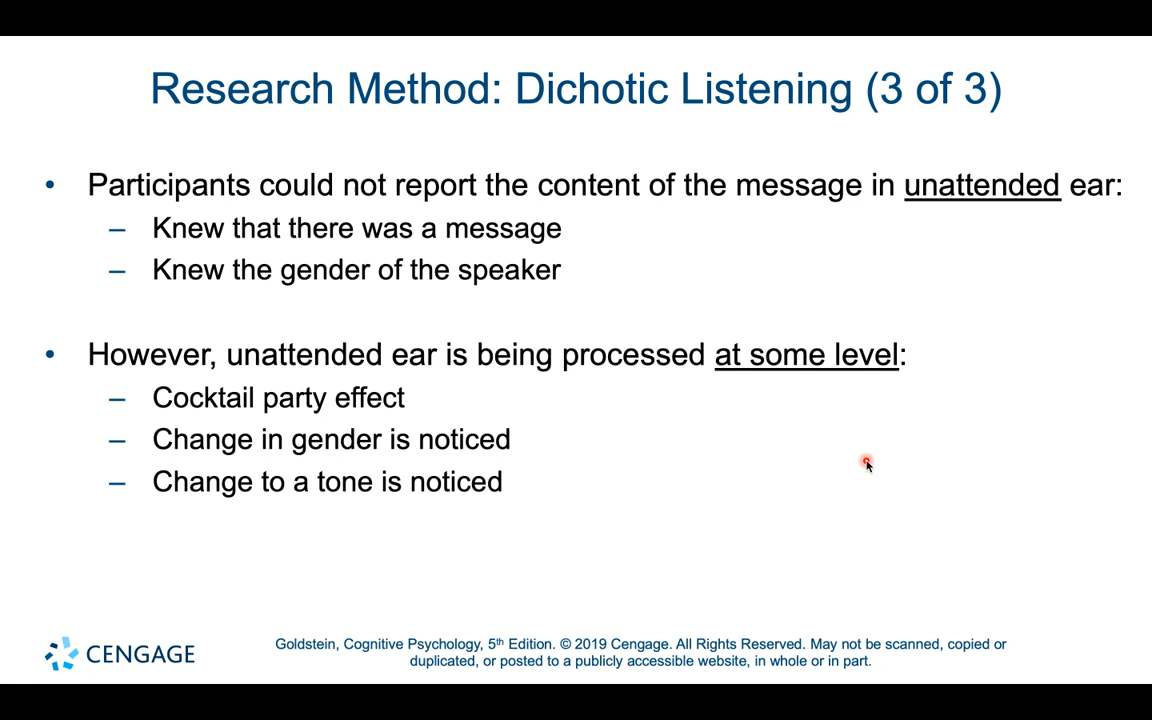 Research Method: Dichotic Listening (3 of 3)
• Participants could not report the content of the message in unattended ear:
– Knew that there was a message
– Knew the gender of the speaker
• However, unattended ear is being processed at some level:
– Cocktail party effect
– Change in gender is noticed
– Change to a tone is noticed
CENGAGE
Goldstein, Cognitive Psychology, 5th Edition. © 2019 Cengage. All Rights Reserved. May not be scanned, copied or
duplicated, or posted to a publicly accessible website, in whole or in part.